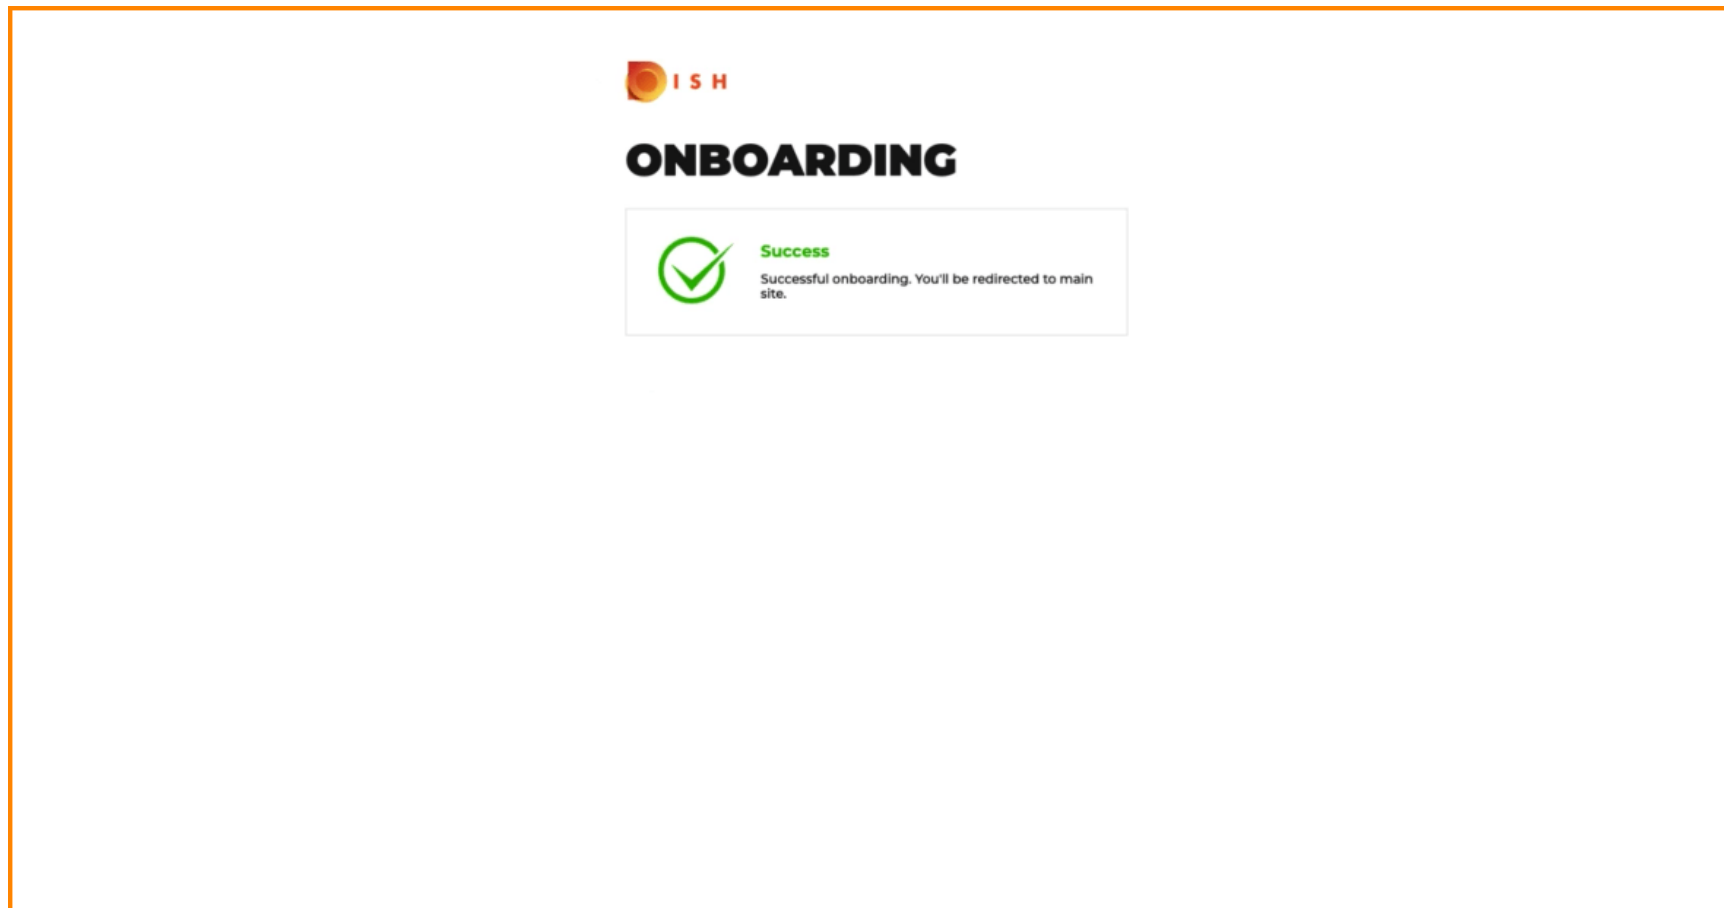 DISH
ONBOARDING
Success
Successful onboarding. You'll be redirected to main
site.